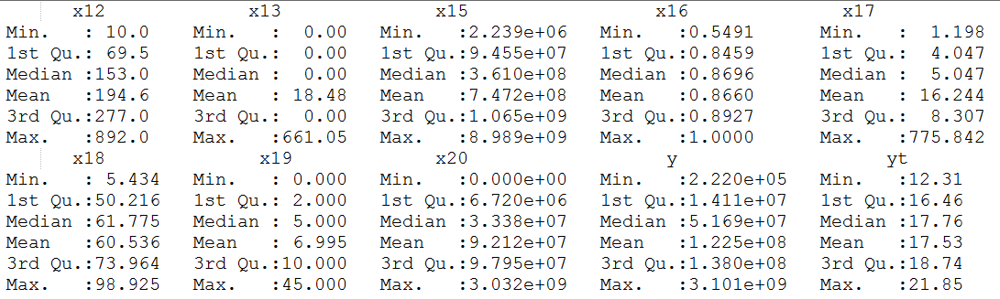 x12 x13 x15 x16 x17
Min. : 10.0 Min. : 0.00 Min. :2.239e+06 Min. :0.5491 Min. : 1.198
1st Qu.: 69.5 1st Qu.: 0.00 1st Qu.:9.455e+07 1st Qu.:0.8459 1st Qu.: 4.047
Median :153.0 Median : 0.00 Median :3.610e+08 Median :0.8696 Median : 5.047
Mean :194.6 Mean : 18.48 Mean :7.472e+08 Mean :0.8660 Mean : 16.244
3rd Qu.:277.0 3rd Qu.: 0.00 3rd Qu.:1.065e+09 3rd Qu.:0.8927 3rd Qu.: 8.307
Max. :892.0 Max. :661.05 Max. :8.989e+09 Max. :1.0000 Max. :775.842
x18 x19 x20 y yt
Min. : 5.434 Min. : 0.000 Min. :0.000e+00 Min. :2.220e+05 Min. :12.31
1st Qu.:50.216 1st Qu.: 2.000 1st Qu.:6.720e+06 1st Qu.:1.411e+07 1st Qu.:16.46
Median :61.775 Median : 5.000 Median :3.338e+07 Median :5.169e+07 Median :17.76
Mean :60.536 Mean : 6.995 Mean :9.212e+07 Mean :1.225e+08 Mean :17.53
3rd Qu.:73.964 3rd Qu.:10.000 3rd Qu.:9.795e+07 3rd Qu.:1.380e+08 3rd Qu.:18.74
Max. :98.925 Max. :45.000 Max. :3.032e+09 Max. :3.101e+09 Max. :21.85